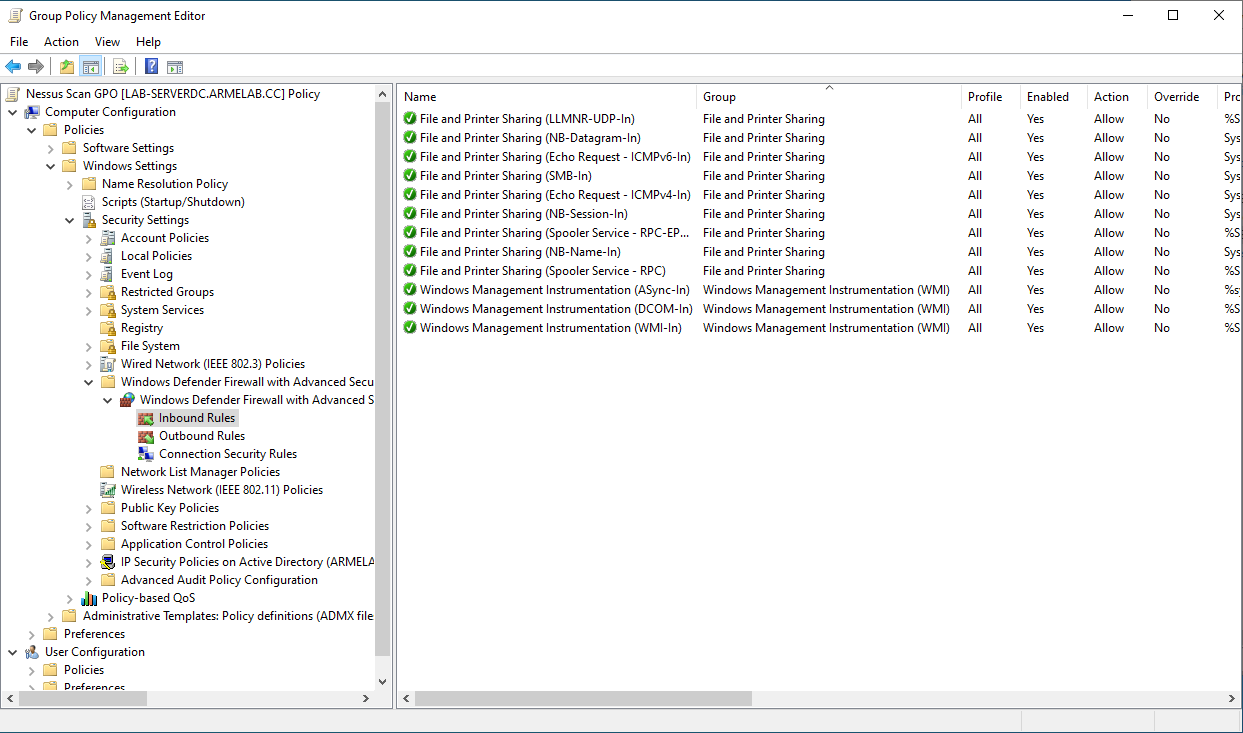 Group Policy Management Editor
File Action View Help
Nessus Scan GPO [LAB-SERVERDC.ARMELAB.CC] Policy
Computer Configuration
Policies
Software Settings
Windows Settings
Name Resolution Policy
Scripts (Startup/Shutdown)
Security Settings
Account Policies
Local Policies
Event Log
Restricted Groups
System Services
Registry
File System
Wired Network (IEEE 802.3) Policies
Windows Defender Firewall with Advanced Secu
Windows Defender Firewall with Advanced S
Inbound Rules
Outbound Rules
Connection Security Rules
Network List Manager Policies
Wireless Network (IEEE 802.11) Policies
Public Key Policies
Software Restriction Policies
Application Control Policies
IP Security Policies on Active Directory (ARMELA
Advanced Audit Policy Configuration
Policy-based QoS
Administrative Templates: Policy definitions (ADMX file
Preferences
User Configuration
Policies
Preferences
Name Group Profile Enabled Action Override Prc
File and Printer Sharing (LLMNR-UDP-In) File and Printer Sharing All Yes Allow No %S
File and Printer Sharing (NB-Datagram-In) File and Printer Sharing All Yes Allow No Sys
File and Printer Sharing (Echo Request - ICMPv6-In) File and Printer Sharing All Yes Allow No Sys
File and Printer Sharing (SMB-In) File and Printer Sharing All Yes Allow No Sys
File and Printer Sharing (Echo Request - ICMPv4-In) File and Printer Sharing All Yes Allow No Sys
File and Printer Sharing (NB-Session-In) File and Printer Sharing All Yes Allow No Sys
File and Printer Sharing (Spooler Service - RPC-EP... File and Printer Sharing All Yes Allow No %S
File and Printer Sharing (NB-Name-In) File and Printer Sharing All Yes Allow No Sys
File and Printer Sharing (Spooler Service - RPC) File and Printer Sharing All Yes Allow No %S
Windows Management Instrumentation (ASync-In) Windows Management Instrumentation (WMI) All Yes Allow No %sy
Windows Management Instrumentation (DCOM-In) Windows Management Instrumentation (WMI) All Yes Allow No %S
Windows Management Instrumentation (WMI-In) Windows Management Instrumentation (WMI) All Yes Allow No %S